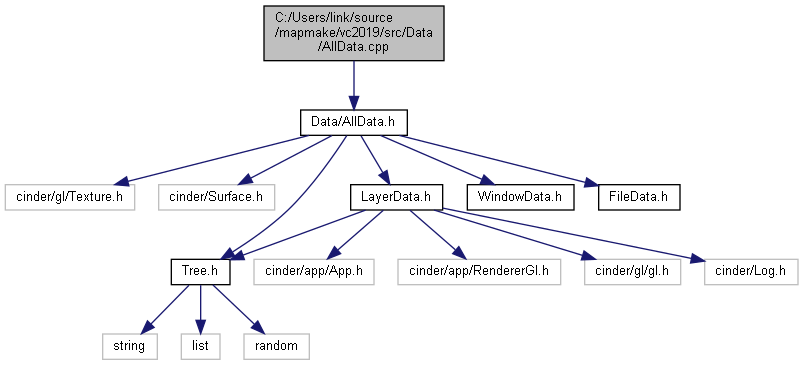 C:/Users/link/source
/mapmake/vc2019/src/Data
/AllData.cpp
Data/AllData.h
cinder/gl/Texture.h
cinder/Surface.h
LayerData.h
WindowData.h
FileData.h
Tree.h
cinder/app/App.h
cinder/app/RendererGl.h
cinder/gl/gl.h
cinder/Log.h
string
list
random